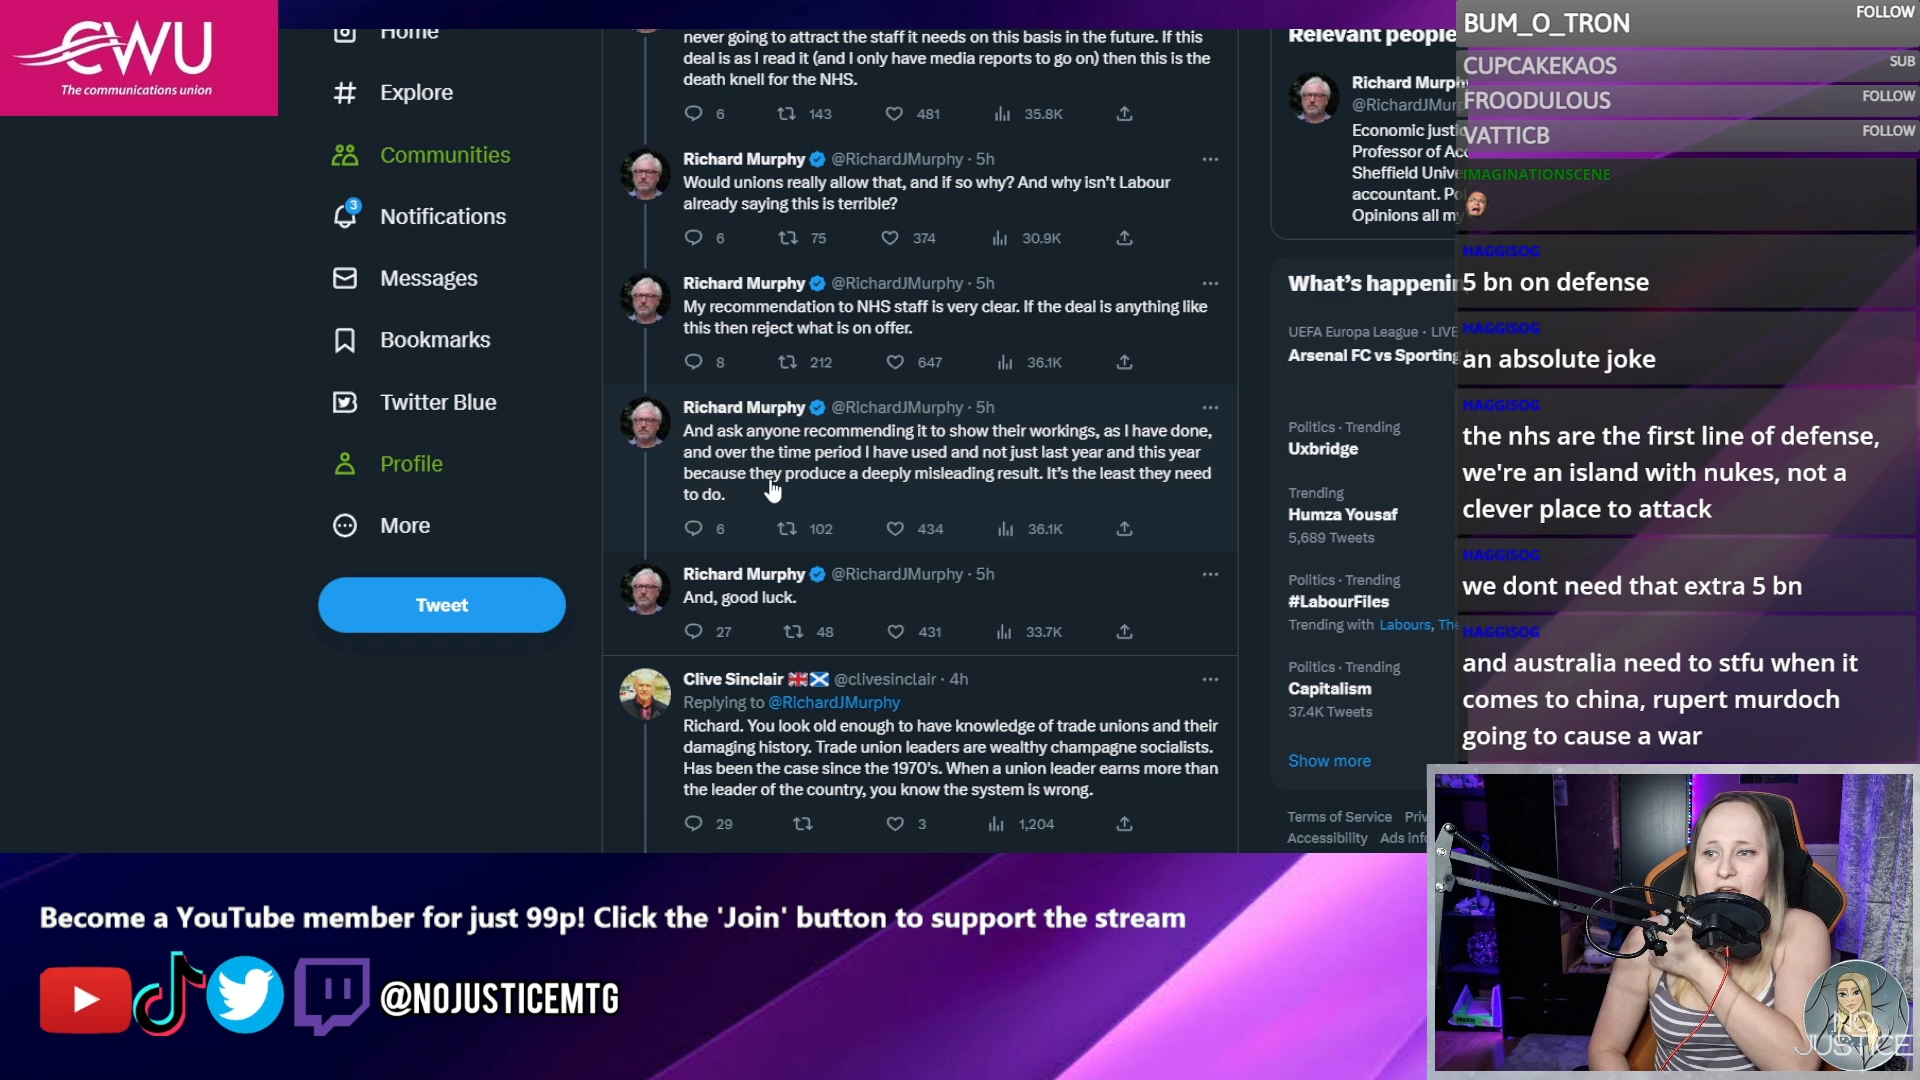 CWU
The communications union
Home
Explore
Communities
3
Notifications
Messages
Bookmarks
Twitter Blue
Profile
More
Tweet
never going to attract the staff it needs on this basis in the future. If this
deal is as I read it (and I only have media reports to go on) then this is the
death knell for the NHS.
6 143 481 35.8K
Richard Murphy @RichardJMurphy · 5h
Would unions really allow that, and if so why? And why isn't Labour
already saying this is terrible?
6 75 374 30.9K
Richard Murphy @RichardJMurphy · 5h
My recommendation to NHS staff is very clear. If the deal is anything like
this then reject what is on offer.
8 212 647 36.1K
Richard Murphy @RichardJMurphy · 5h
And ask anyone recommending it to show their workings, as I have done,
and over the time period I have used and not just last year and this year
because they produce a deeply misleading result. It's the least they need
to do.
6 102 434 36.1K
Richard Murphy @RichardJMurphy · 5h
And, good luck.
27 48 431 33.7K
Clive Sinclair @clivesinclair · 4h
Replying to @RichardJMurphy
Richard. You look old enough to have knowledge of trade unions and their
damaging history. Trade union leaders are wealthy champagne socialists.
Has been the case since the 1970's. When a union leader earns more than
the leader of the country, you know the system is wrong.
29 3 1,204
Relevant people
Richard Murph
@RichardJMur
Economic justic
Professor of Acc
Sheffield Unive
accountant. Po
Opinions all my
What's happenin
UEFA Europa League · LIVE
Arsenal FC vs Sporting
Politics · Trending
Uxbridge
Trending
Humza Yousaf
5,689 Tweets
Politics · Trending
#LabourFiles
Trending with Labours, The
Politics · Trending
Capitalism
37.4K Tweets
Show more
Terms of Service Priv
Accessibility Ads info
BUM_O_TRON FOLLOW
CUPCAKEKAOS SUB
FROODULOUS FOLLOW
VATTICB FOLLOW
IMAGINATIONSCENE
HAGGISOG
5 bn on defense
HAGGISOG
an absolute joke
HAGGISOG
the nhs are the first line of defense,
we're an island with nukes, not a
clever place to attack
HAGGISOG
we dont need that extra 5 bn
HAGGISOG
and australia need to stfu when it
comes to china, rupert murdoch
going to cause a war
NO
JUSTICE
Become a YouTube member for just 99p! Click the 'Join' button to support the stream
@NOJUSTICEMTG